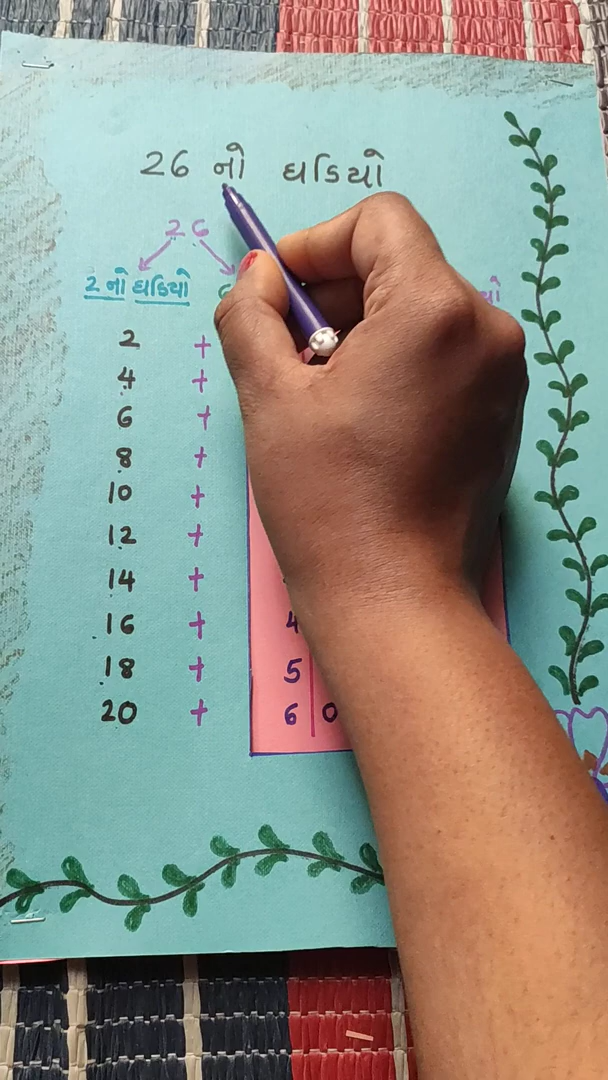 26 નો ઘડિયો
26
2 નો ઘડિયો
2 +
4 +
6 +
8 +
10 +
12 +
14 +
16 + 4
18 + 5
20 + 6 0